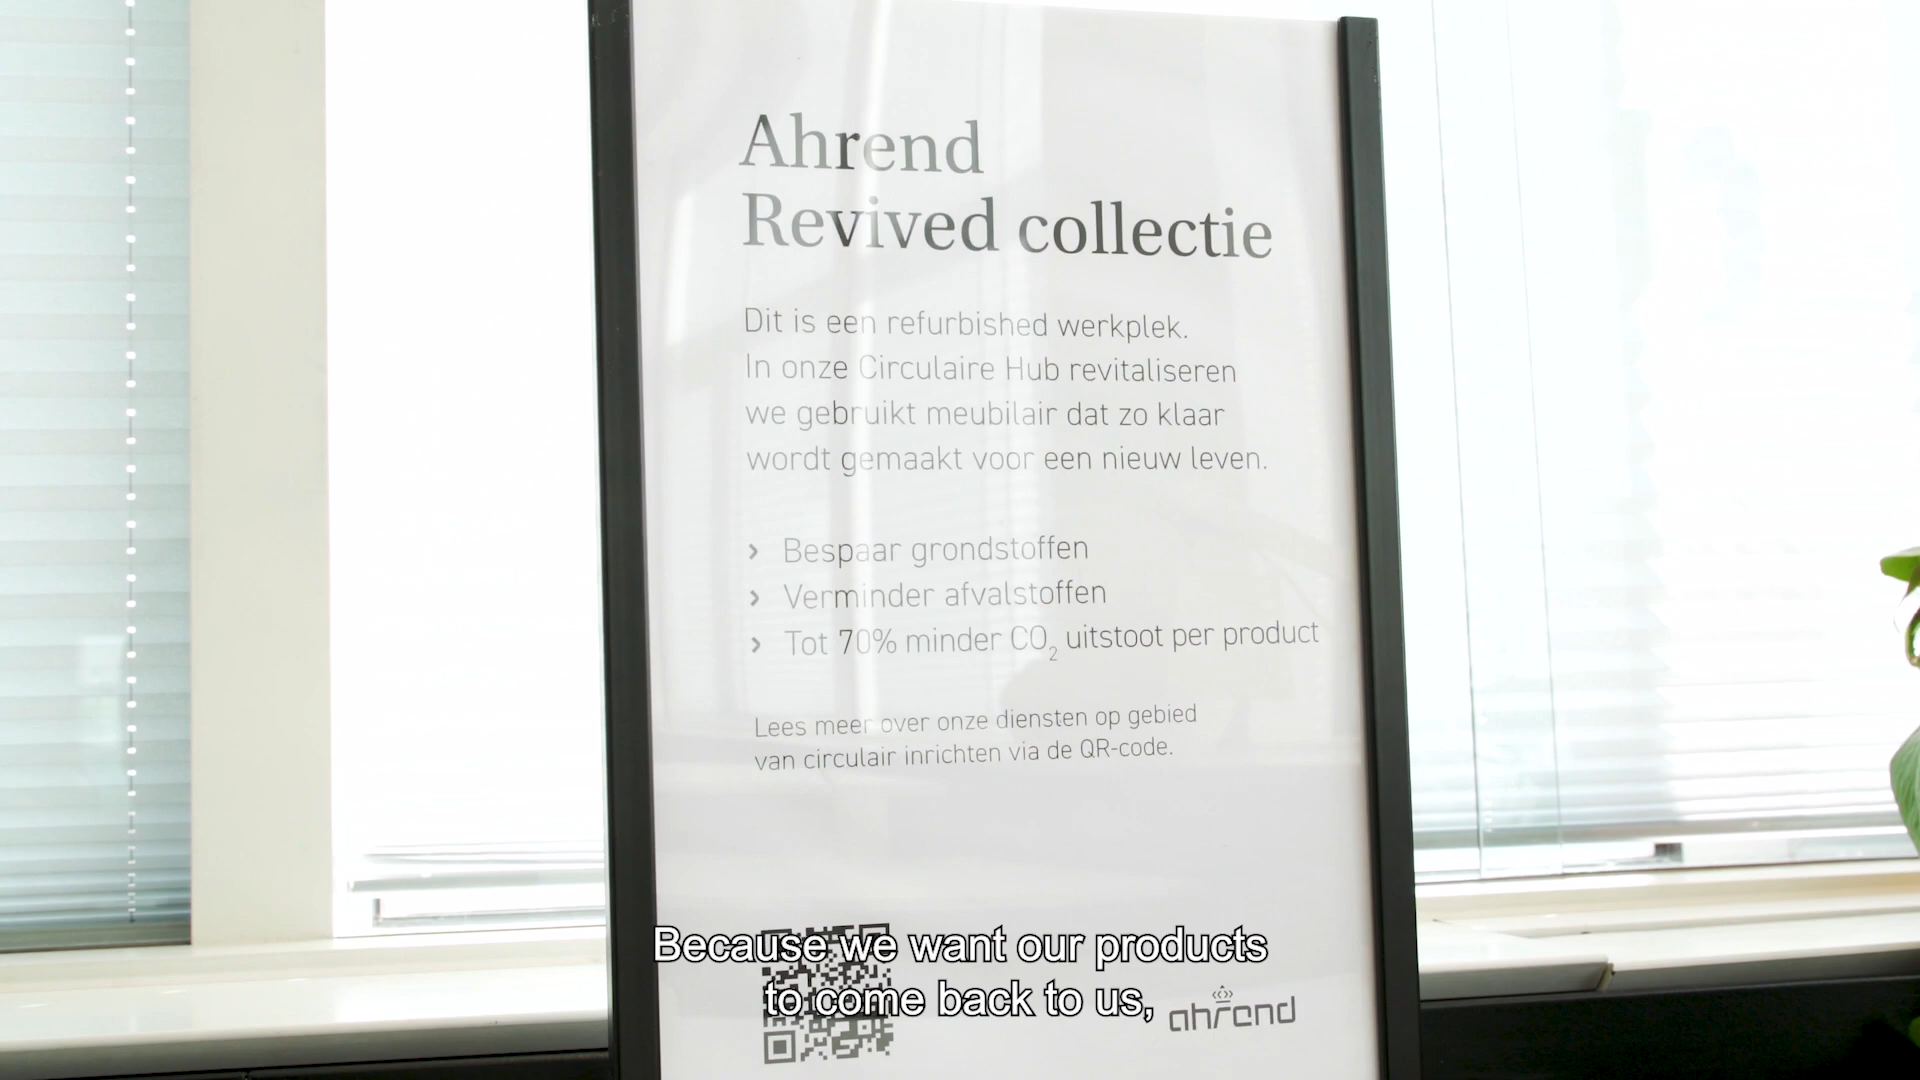 Ahrend
Revived collectie
Dit is een refurbished werkplek.
In onze Circulaire Hub revitaliseren
we gebruikt meubilair dat zo klaar
wordt gemaakt voor een nieuw leven.
› Bespaar grondstoffen
› Verminder afvalstoffen
› Tot 70% minder CO₂ uitstoot per product
Lees meer over onze diensten op gebied
van circulair inrichten via de QR-code.
Because we want our products
to come back to us,
ahrend